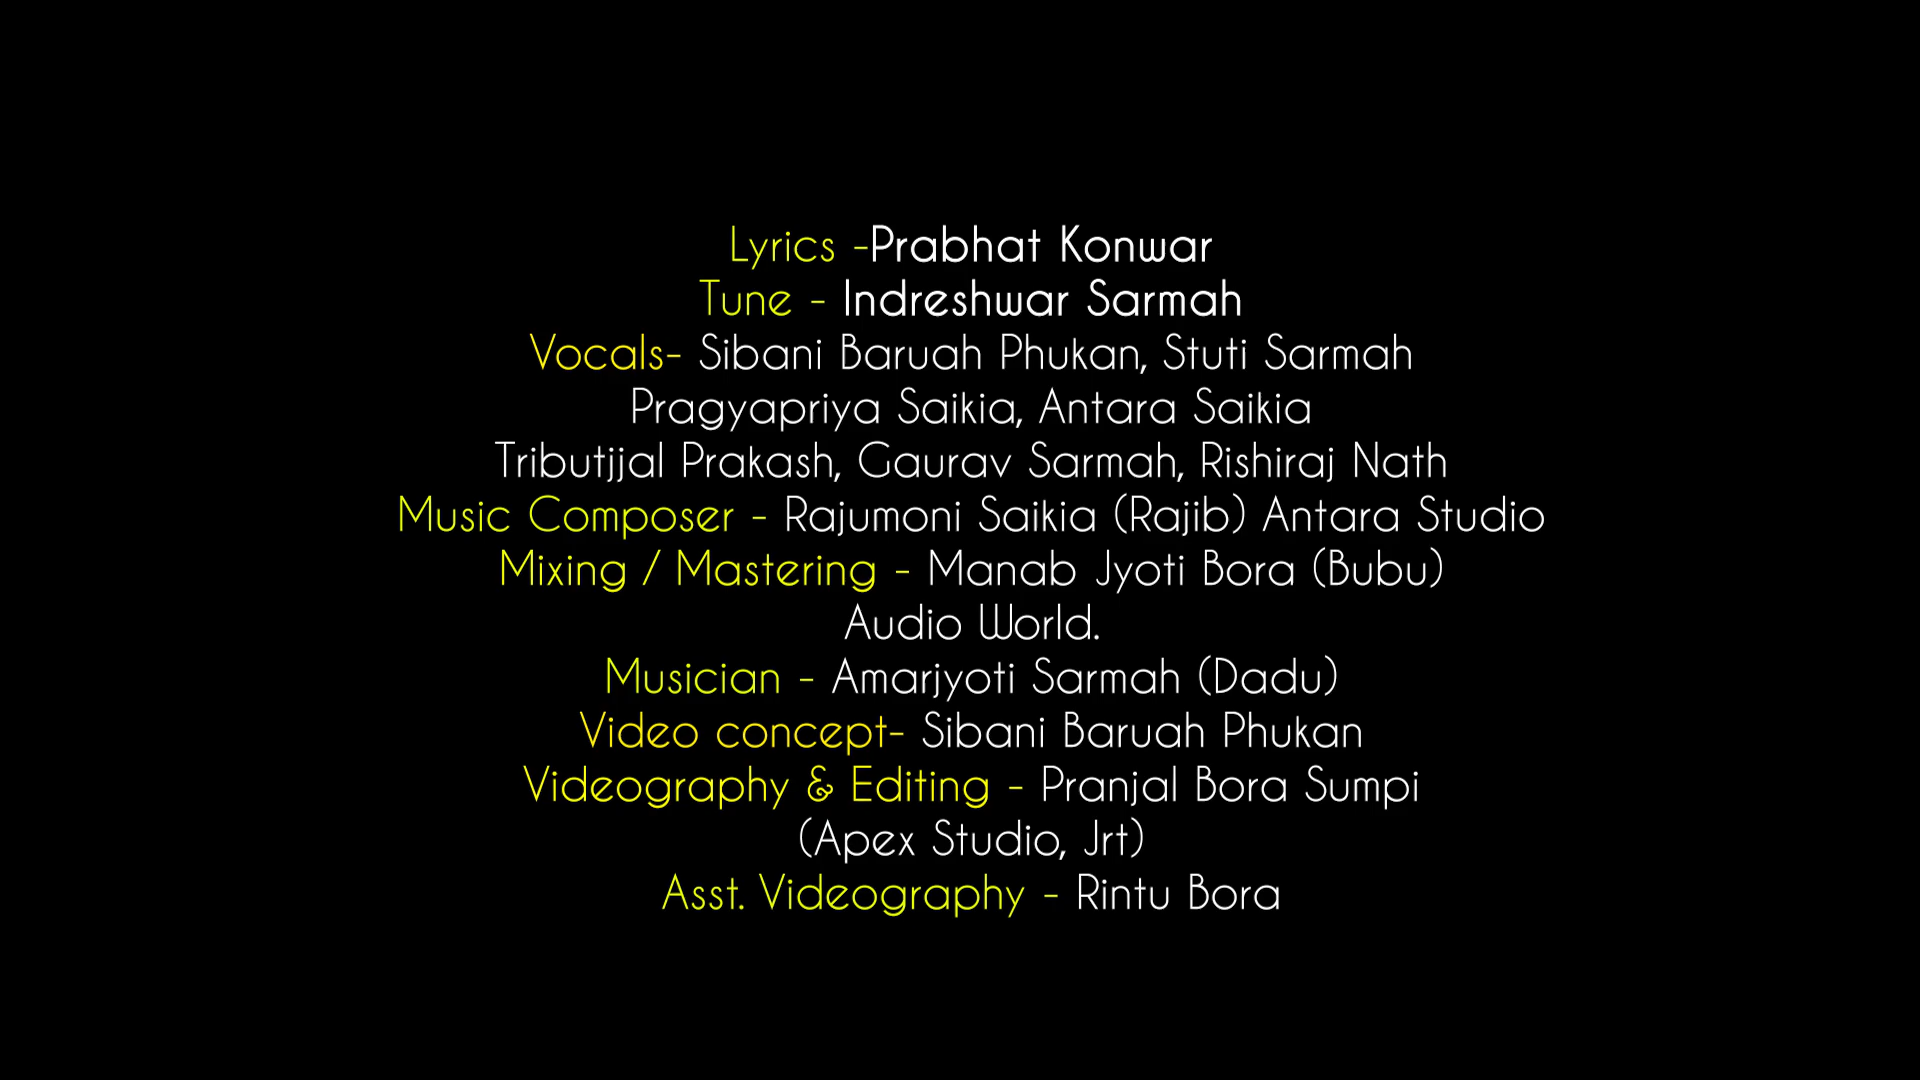 Lyrics -Prabhat Konwar
Tune - Indreshwar Sarmah
Vocals- Sibani Baruah Phukan, Stuti Sarmah
Pragyapriya Saikia, Antara Saikia
Tributjjal Prakash, Gaurav Sarmah, Rishiraj Nath
Music Composer - Rajumoni Saikia (Rajib) Antara Studio
Mixing / Mastering - Manab Jyoti Bora (Bubu)
Audio World.
Musician - Amarjyoti Sarmah (Dadu)
Video concept- Sibani Baruah Phukan
Videography & Editing - Pranjal Bora Sumpi
(Apex Studio, Jrt)
Asst. Videography - Rintu Bora